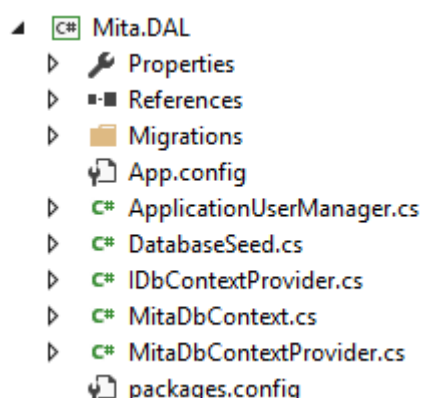 C# Mita.DAL
Properties
References
Migrations
App.config
C# ApplicationUserManager.cs
C# DatabaseSeed.cs
C# IDbContextProvider.cs
C# MitaDbContext.cs
C# MitaDbContextProvider.cs
packages.config